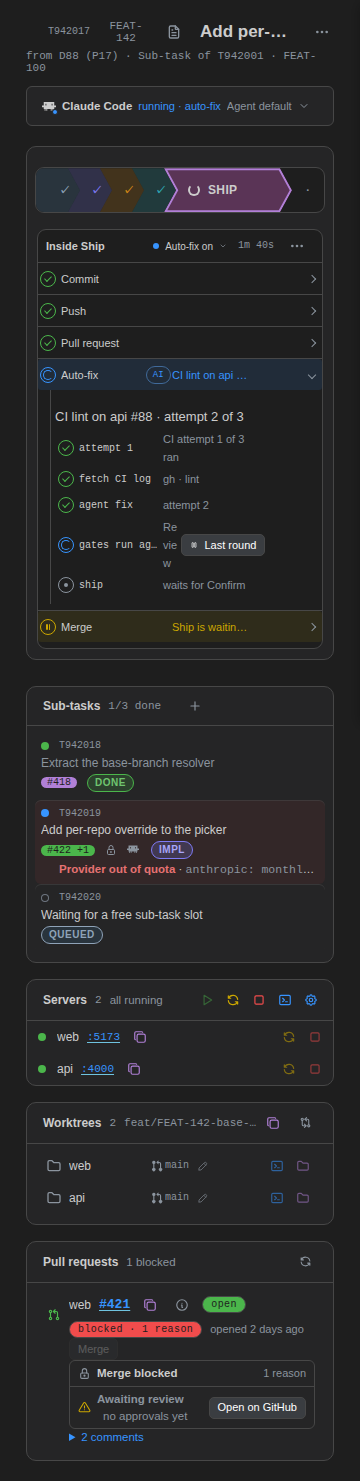 T942017 FEAT-142 Add per-…
from D88 (P17) · Sub-task of T942001 · FEAT-100
Claude Code running · auto-fix Agent default
SHIP
Inside Ship Auto-fix on 1m 40s
Commit
Push
Pull request
Auto-fix AI CI lint on api …
CI lint on api #88 · attempt 2 of 3
attempt 1 CI attempt 1 of 3 ran
fetch CI log gh · lint
agent fix attempt 2
gates run ag… Review Last round
ship waits for Confirm
Merge Ship is waitin…
Sub-tasks 1/3 done
T942018
Extract the base-branch resolver
#418 DONE
T942019
Add per-repo override to the picker
#422 +1 IMPL
Provider out of quota · anthropic: monthl…
T942020
Waiting for a free sub-task slot
QUEUED
Servers 2 all running
web :5173
api :4000
Worktrees 2 feat/FEAT-142-base-…
web main
api main
Pull requests 1 blocked
web #421 open
blocked · 1 reason opened 2 days ago
Merge
Merge blocked 1 reason
Awaiting review
no approvals yet Open on GitHub
2 comments